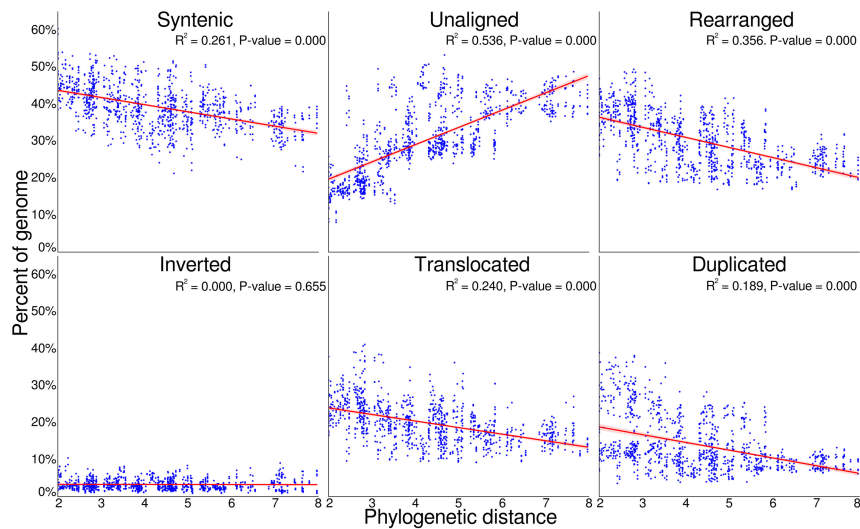 Syntenic Unaligned Rearranged
R² = 0.261, P-value = 0.000 R² = 0.536, P-value = 0.000 R² = 0.356. P-value = 0.000
60%
50%
40%
30%
20%
10%
0%
Percent of genome
Inverted Translocated Duplicated
R² = 0.000, P-value = 0.655 R² = 0.240, P-value = 0.000 R² = 0.189, P-value = 0.000
60%
50%
40%
30%
20%
10%
0%
2 3 4 5 6 7 8 2 3 4 5 6 7 8 2 3 4 5 6 7 8
Phylogenetic distance